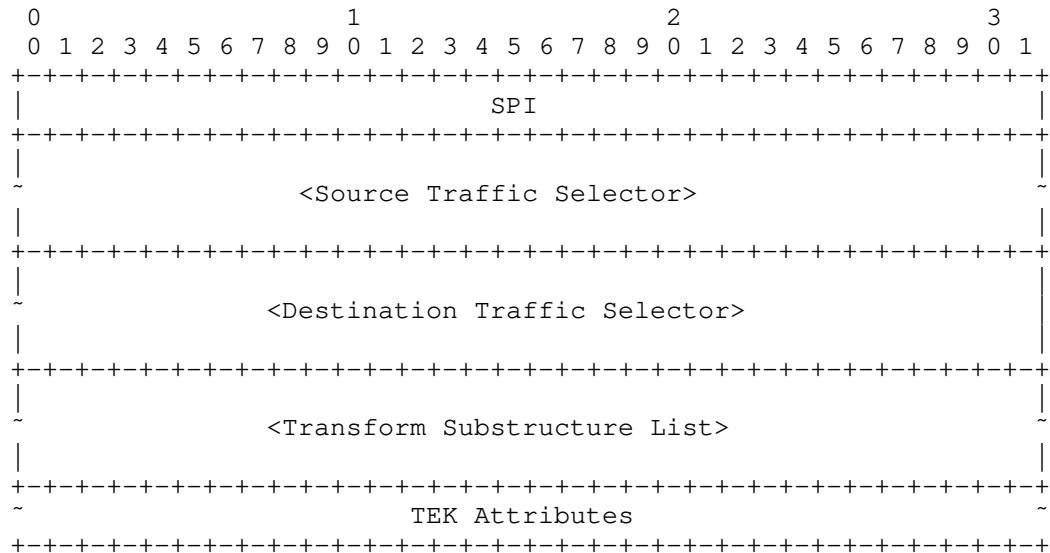 0                   1                   2                   3
 0 1 2 3 4 5 6 7 8 9 0 1 2 3 4 5 6 7 8 9 0 1 2 3 4 5 6 7 8 9 0 1
+-+-+-+-+-+-+-+-+-+-+-+-+-+-+-+-+-+-+-+-+-+-+-+-+-+-+-+-+-+-+-+-+
|                             SPI                               |
+-+-+-+-+-+-+-+-+-+-+-+-+-+-+-+-+-+-+-+-+-+-+-+-+-+-+-+-+-+-+-+-+
|                                                               |
~                 <Source Traffic Selector>                     ~
|                                                               |
+-+-+-+-+-+-+-+-+-+-+-+-+-+-+-+-+-+-+-+-+-+-+-+-+-+-+-+-+-+-+-+-+
|                                                               |
~               <Destination Traffic Selector>                  |
|                                                               |
+-+-+-+-+-+-+-+-+-+-+-+-+-+-+-+-+-+-+-+-+-+-+-+-+-+-+-+-+-+-+-+-+
|                                                               |
~               <Transform Substructure List>                   ~
|                                                               |
+-+-+-+-+-+-+-+-+-+-+-+-+-+-+-+-+-+-+-+-+-+-+-+-+-+-+-+-+-+-+-+-+
~                        TEK Attributes                         ~
+-+-+-+-+-+-+-+-+-+-+-+-+-+-+-+-+-+-+-+-+-+-+-+-+-+-+-+-+-+-+-+-+